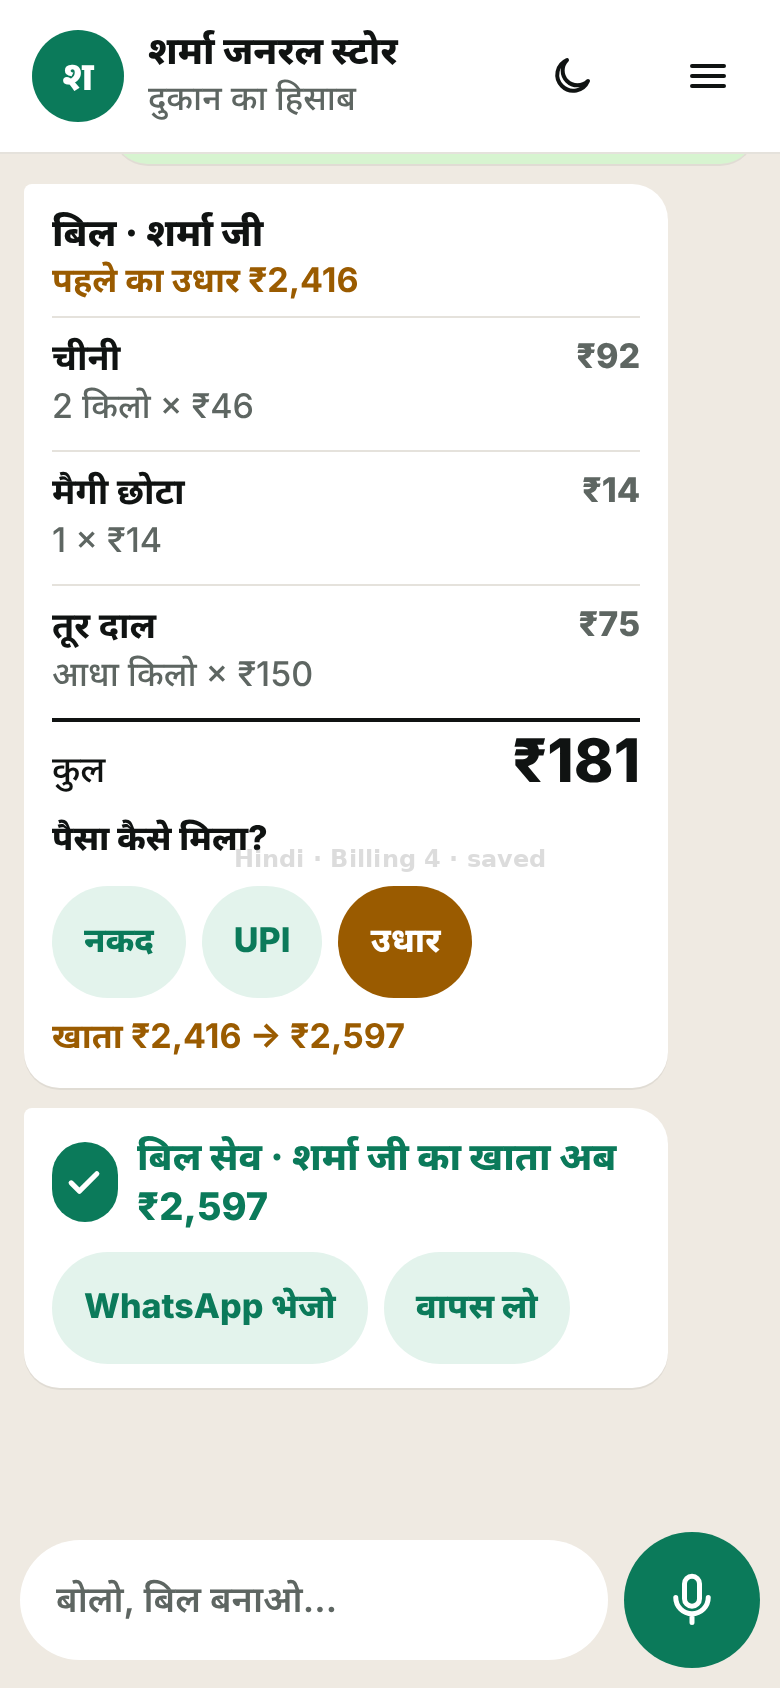 श
शर्मा जनरल स्टोर
दुकान का हिसाब
बिल · शर्मा जी
पहले का उधार ₹2,416
चीनी ₹92
2 किलो × ₹46
मैगी छोटा ₹14
1 × ₹14
तूर दाल ₹75
आधा किलो × ₹150
कुल ₹181
पैसा कैसे मिला?
Hindi · Billing 4 · saved
नकद UPI उधार
खाता ₹2,416 → ₹2,597
बिल सेव · शर्मा जी का खाता अब
₹2,597
WhatsApp भेजो वापस लो
बोलो, बिल बनाओ...